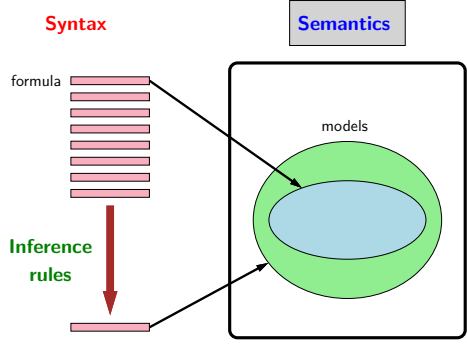 Syntax
Semantics
formula
models
Inference
rules